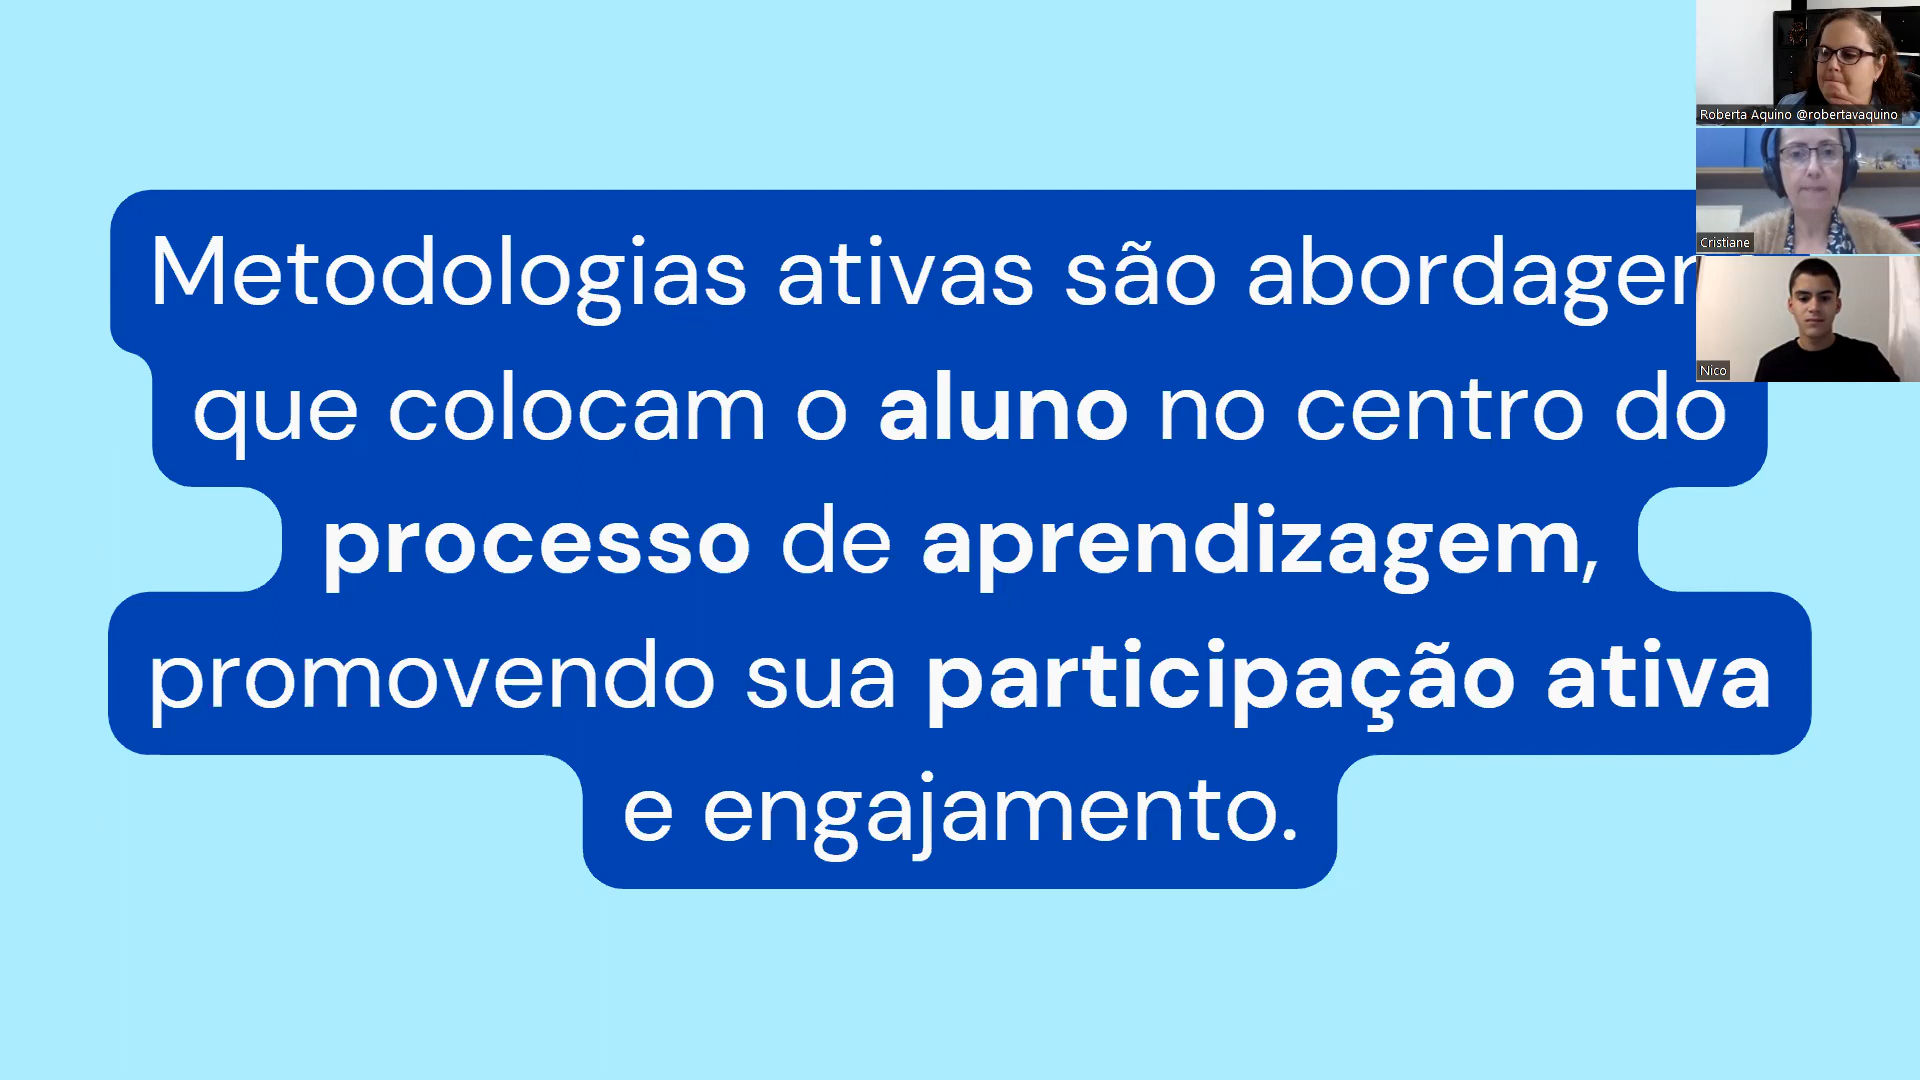 Metodologias ativas são
que colocam o aluno no centro do
processo de aprendizagem,
promovendo sua participação ativa
e engajamento.
Roberta Aquino @robertavaquino
Cristiane
Nico